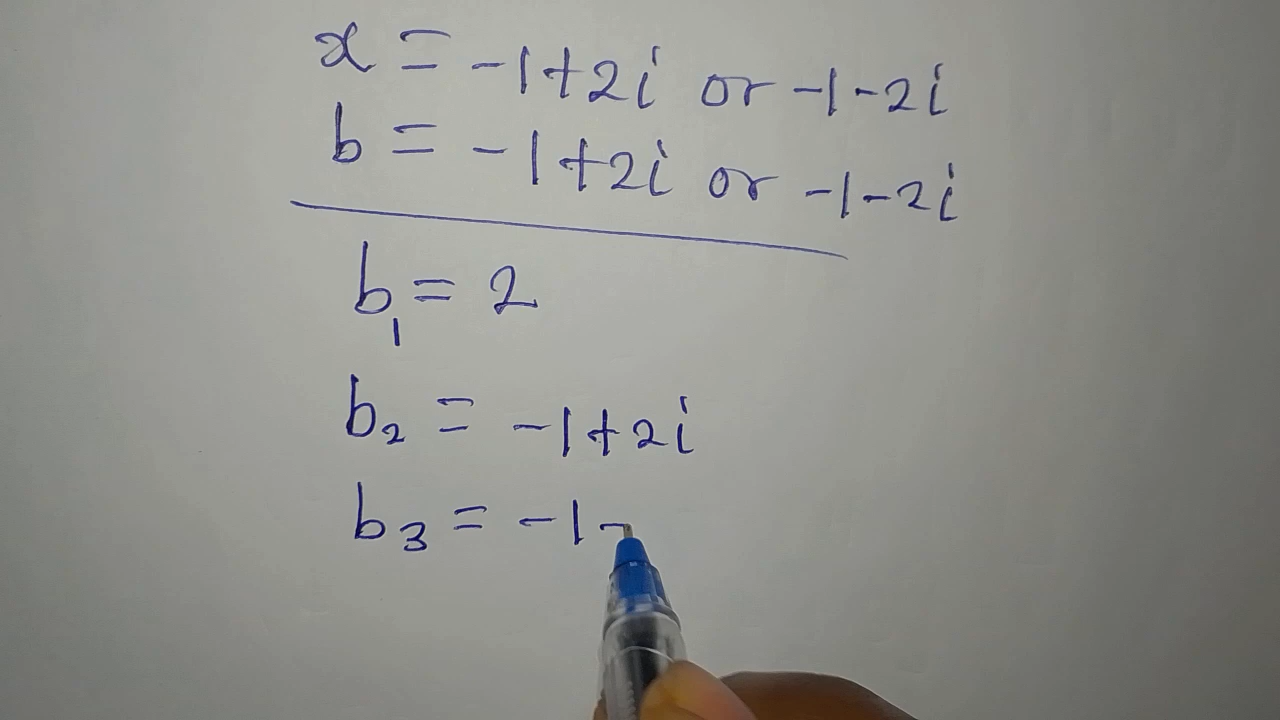 x = -1+2i or -1-2i
b = -1+2i or -1-2i
b₁ = 2
b₂ = -1+2i
b₃ = -1-